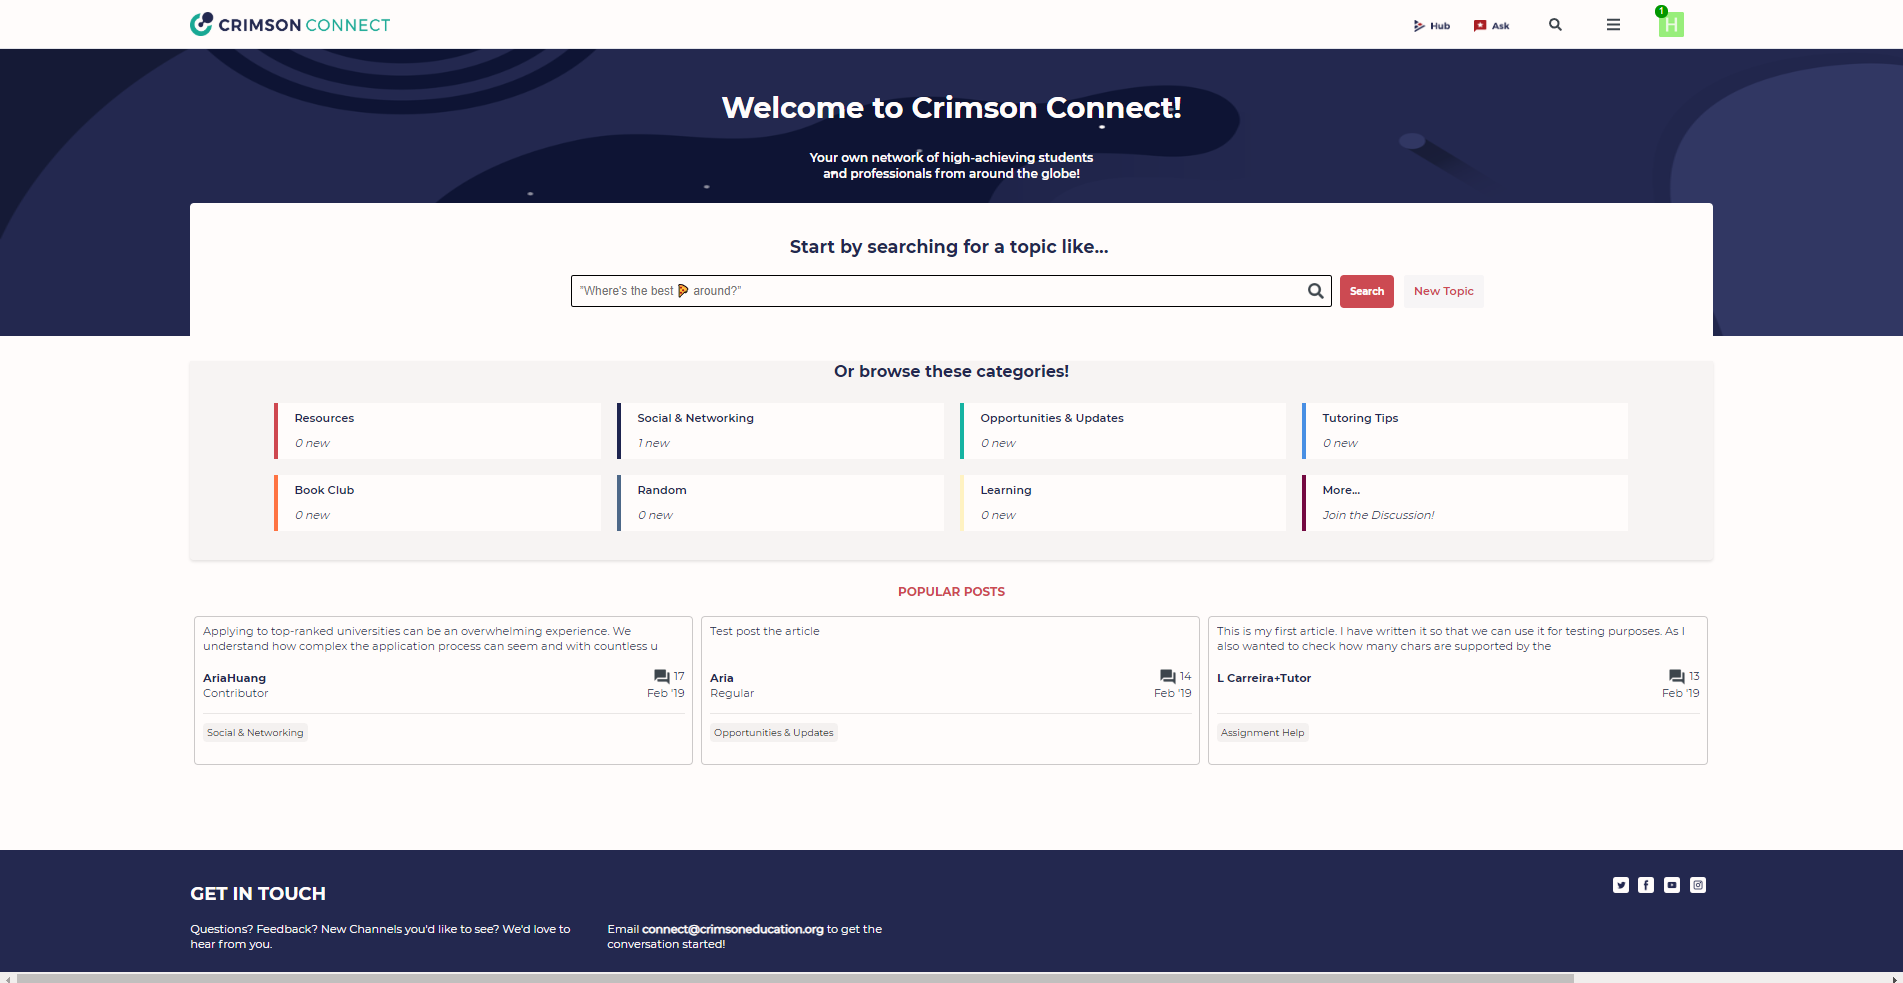 CRIMSON CONNECT
Hub
Ask
1
H
Welcome to Crimson Connect!
Your own network of high-achieving students
and professionals from around the globe!
Start by searching for a topic like...
"Where's the best 🍕 around?"
Search
New Topic
Or browse these categories!
Resources
0 new
Social & Networking
1 new
Opportunities & Updates
0 new
Tutoring Tips
0 new
Book Club
0 new
Random
0 new
Learning
0 new
More...
Join the Discussion!
POPULAR POSTS
Applying to top-ranked universities can be an overwhelming experience. We
understand how complex the application process can seem and with countless u
AriaHuang
17
Contributor
Feb '19
Social & Networking
Test post the article
Aria
14
Regular
Feb '19
Opportunities & Updates
This is my first article. I have written it so that we can use it for testing purposes. As I
also wanted to check how many chars are supported by the
L Carreira+Tutor
13
Feb '19
Assignment Help
GET IN TOUCH
Questions? Feedback? New Channels you'd like to see? We'd love to
hear from you.
Email connect@crimsoneducation.org to get the
conversation started!